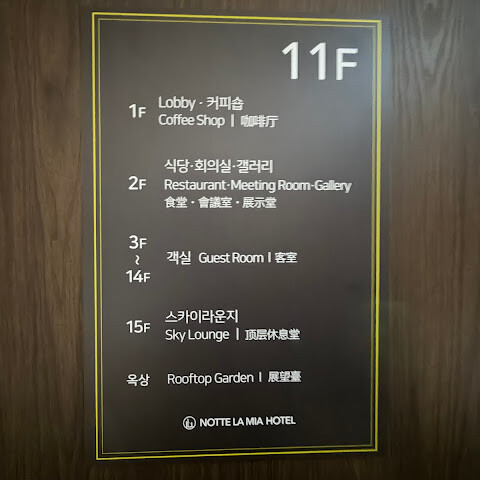 11F
1F Lobby · 커피숍
Coffee Shop | 咖啡厅
식당·회의실·갤러리
2F Restaurant·Meeting Room·Gallery
食堂・會議室・展示堂
3F
~
14F
객실 Guest Room | 客室
스카이라운지
15F Sky Lounge | 顶层休息堂
옥상 Rooftop Garden | 展望臺
NOTTE LA MIA HOTEL